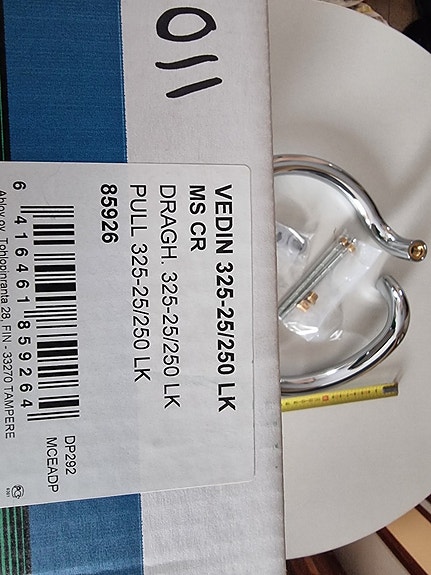 011
VEDIN 325-25/250 LK
MS CR
DRAGH. 325-25/250 LK
PULL 325-25/250 LK
85926
6 416461 859264
DP292
MCEADP
Abloy oy, Tohlopinranta 28, FIN - 33270 TAMPERE